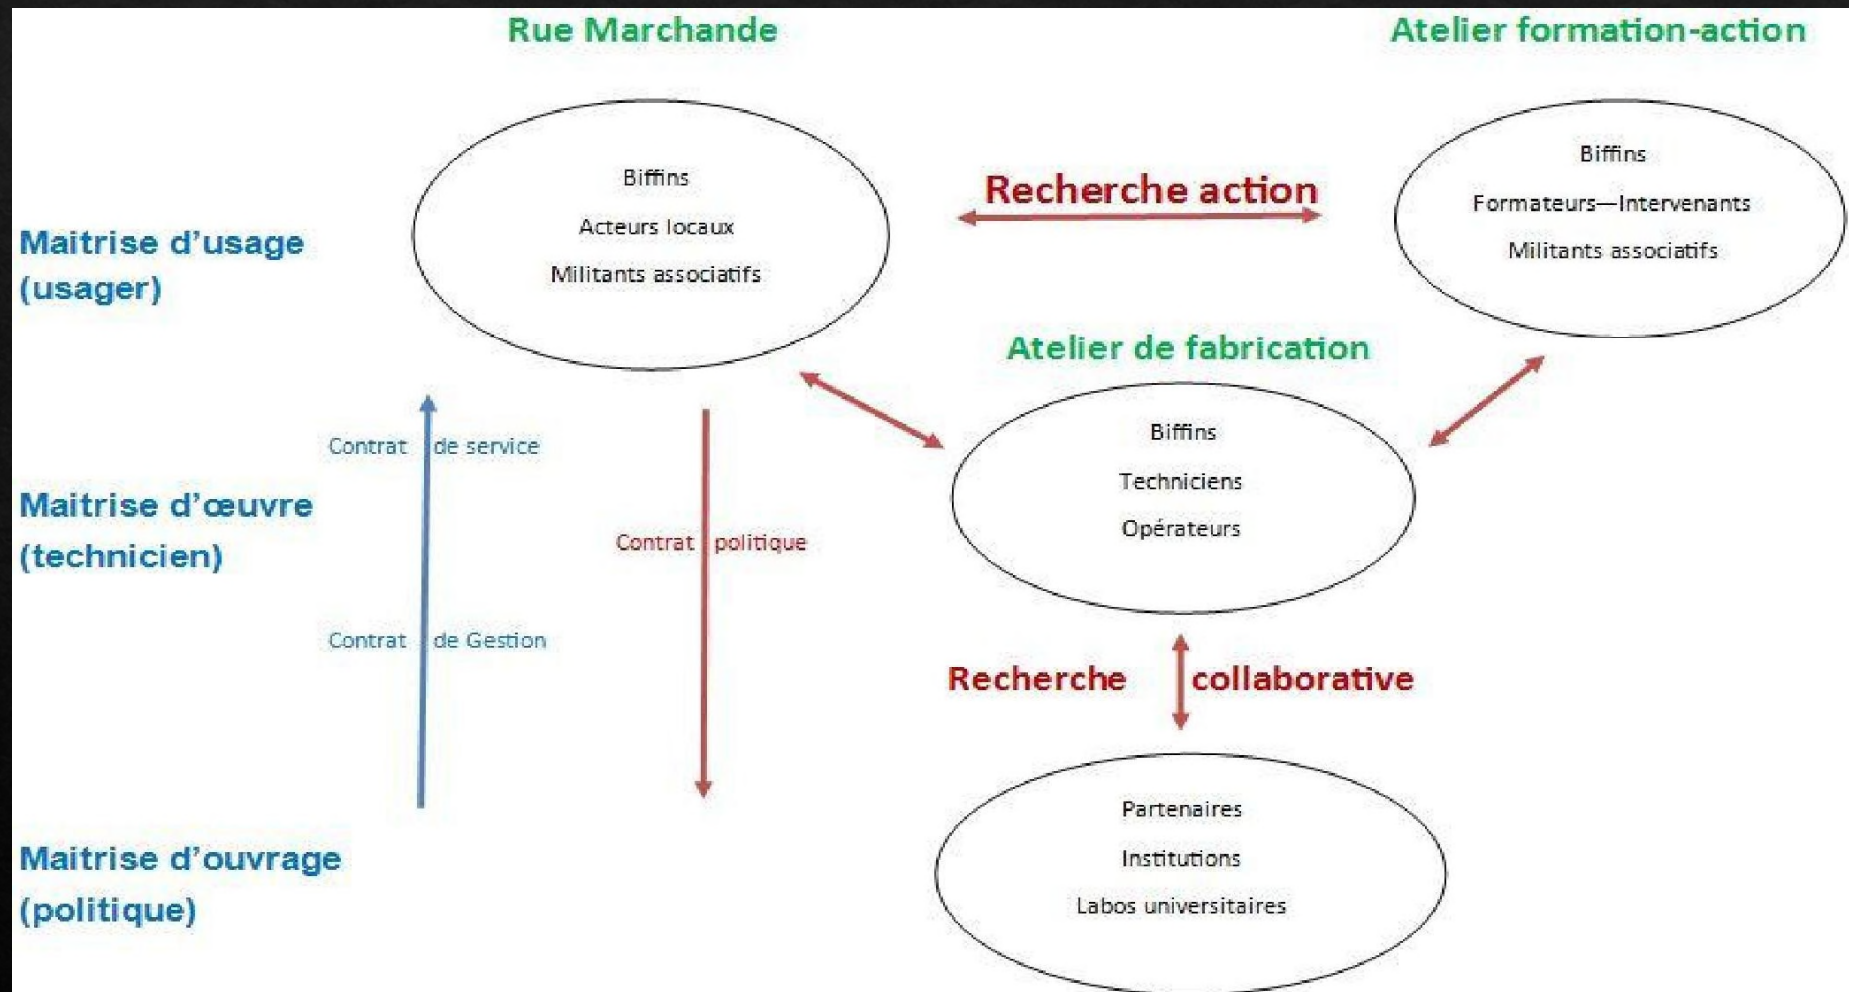 Rue Marchande
Atelier formation-action
Biffins
Acteurs locaux
Militants associatifs
Recherche action
Biffins
Formateurs—Intervenants
Militants associatifs
Maitrise d’usage
(usager)
Atelier de fabrication
Biffins
Techniciens
Opérateurs
Contrat de service
Maitrise d’œuvre
(technicien)
Contrat politique
Contrat de Gestion
Recherche collaborative
Partenaires
Institutions
Labos universitaires
Maitrise d’ouvrage
(politique)